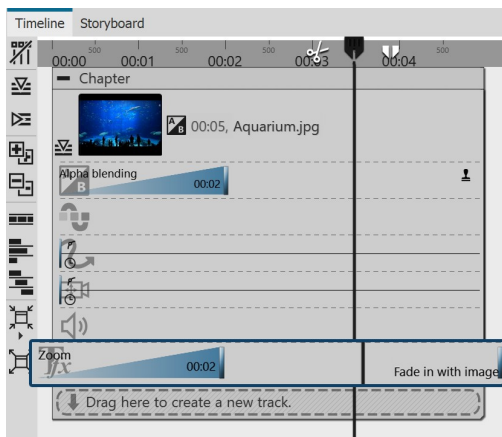 Timeline Storyboard
500 500 500 500
00:00 00:01 00:02 00:03 00:04
Chapter
A B 00:05, Aquarium.jpg
Alpha blending
B 00:02
Zoom
Tfx 00:02
Fade in with image
Drag here to create a new track.